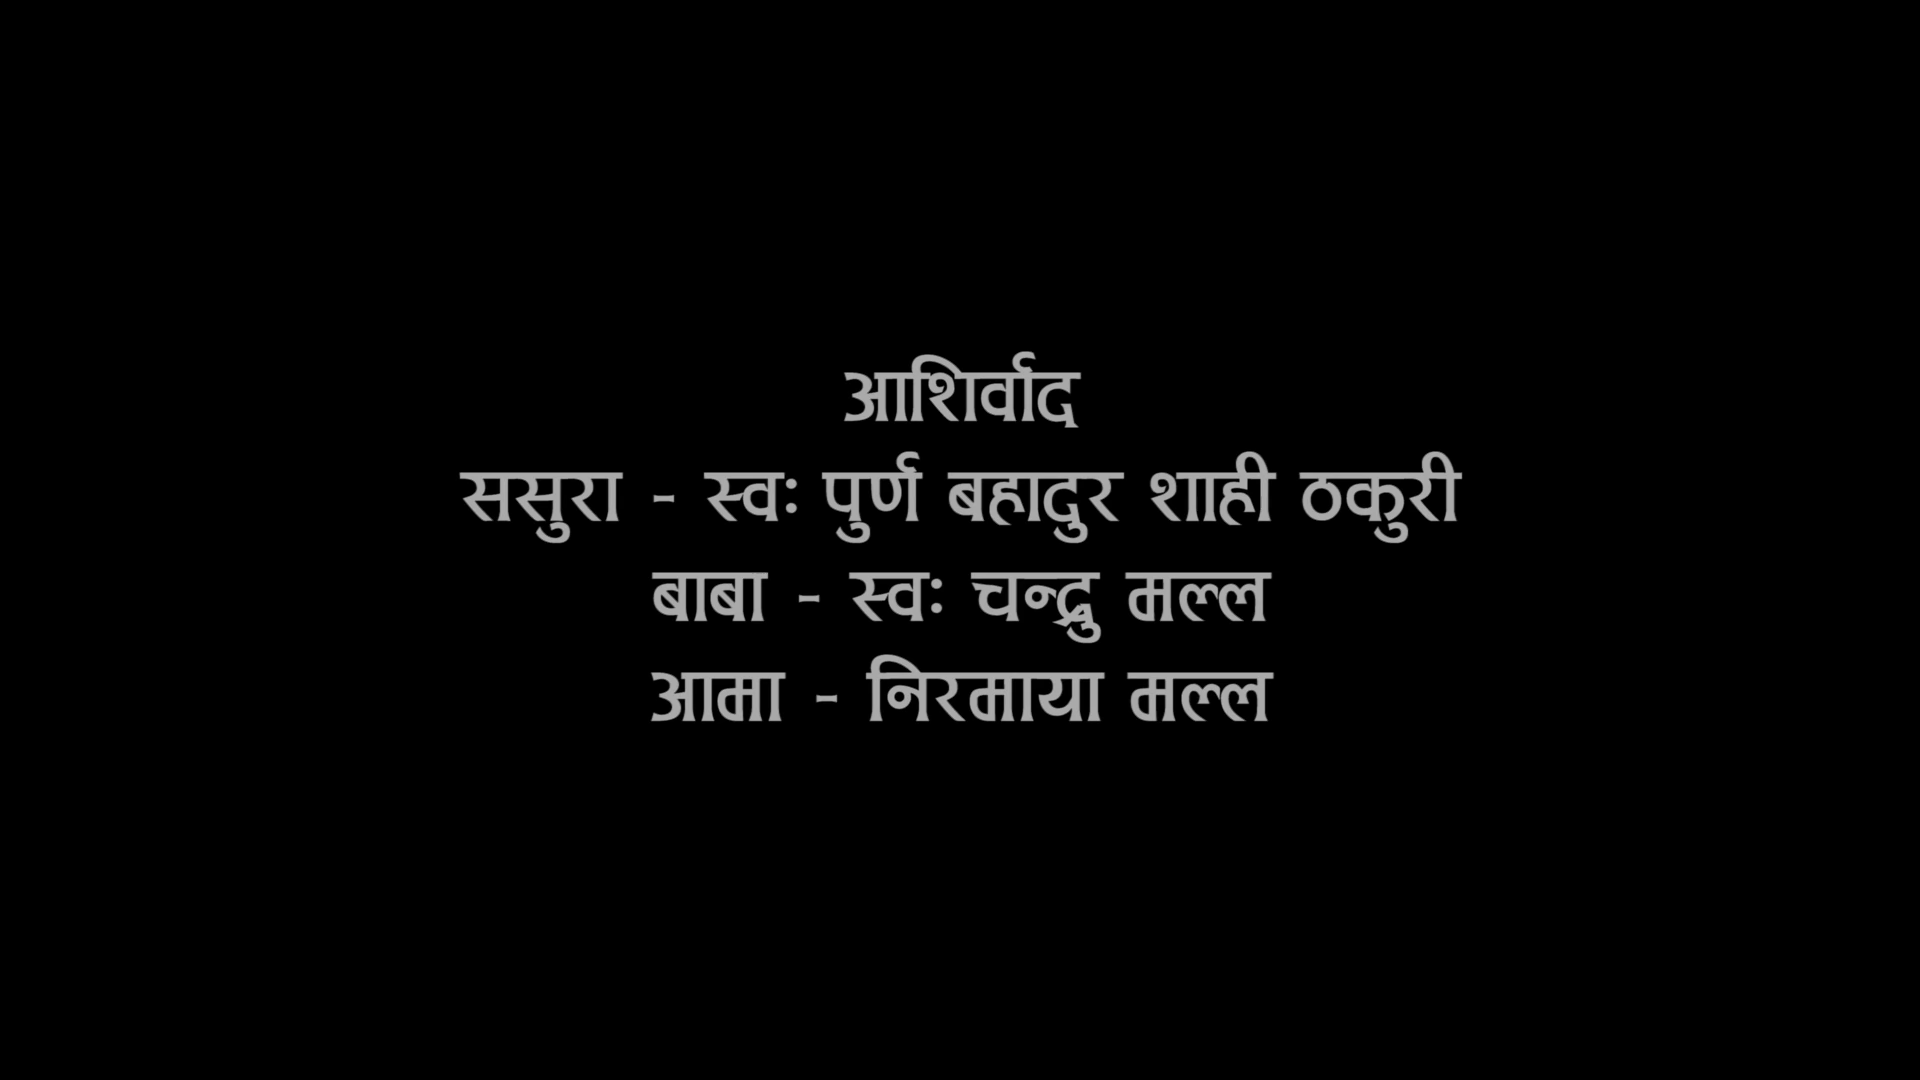 आशिर्वाद
ससुरा - स्वः पुर्ण बहादुर शाही ठकुरी
बाबा - स्वः चन्द्रु मल्ल
आमा - निरमाया मल्ल